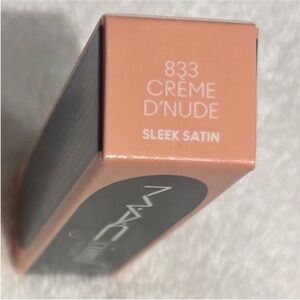 833
CRÈME
D'NUDE
SLEEK SATIN
MAC